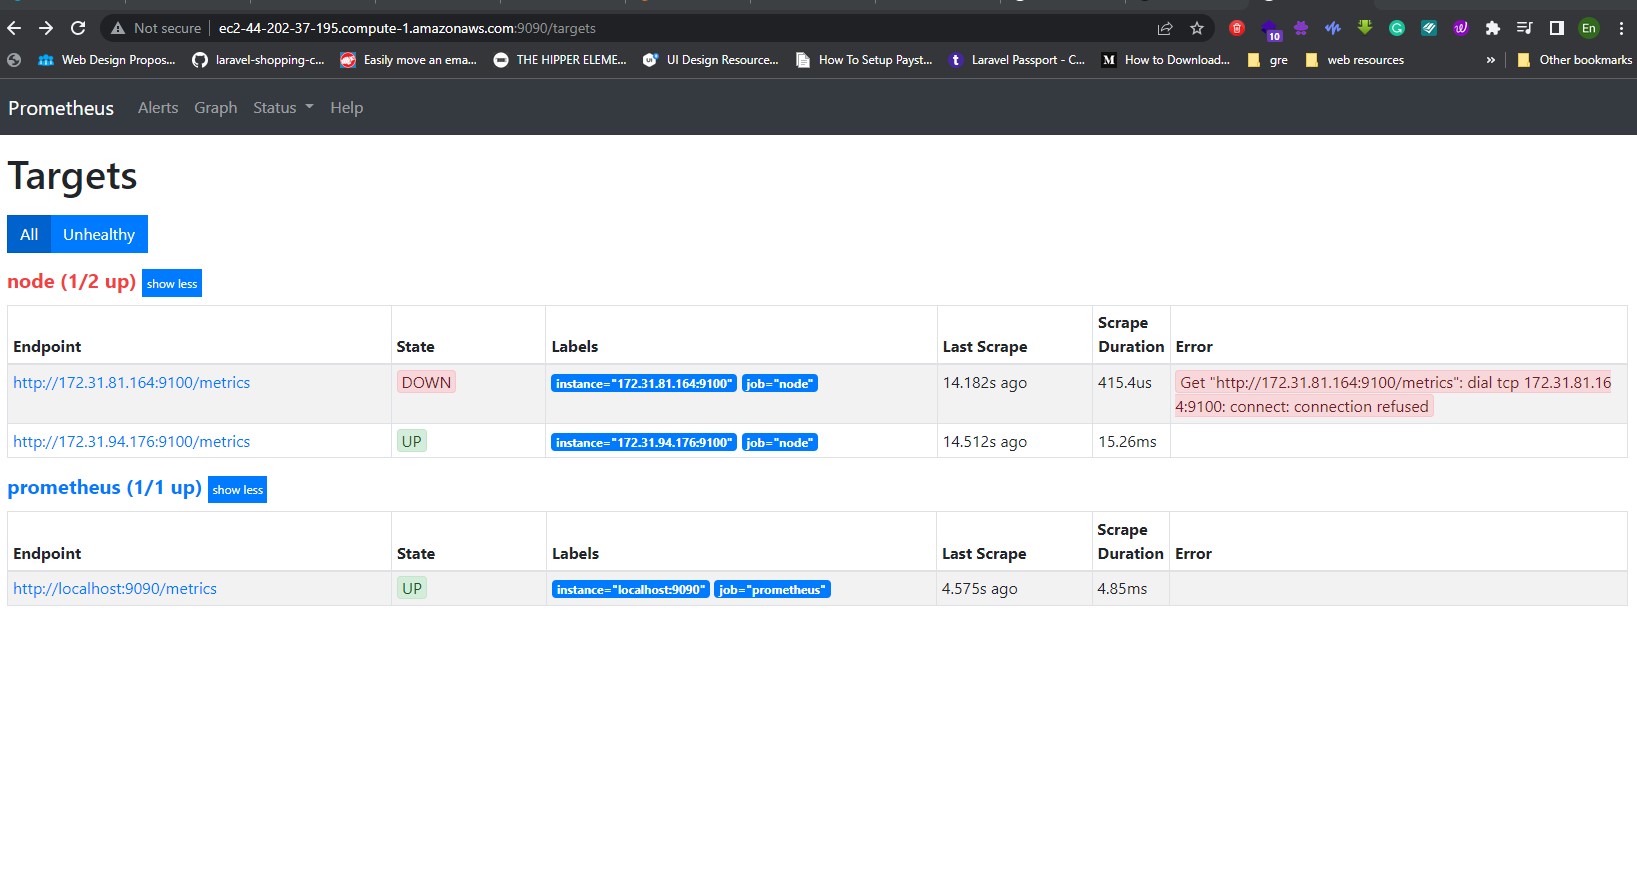 Not secure ec2-44-202-37-195.compute-1.amazonaws.com:9090/targets
10
En
Web Design Propos... laravel-shopping-c... Easily move an ema... THE HIPPER ELEME... UI Design Resource... How To Setup Payst... t Laravel Passport - C... M How to Download... gre web resources » Other bookmarks
Prometheus Alerts Graph Status Help
Targets
All Unhealthy
node (1/2 up) show less
Endpoint State Labels Last Scrape Scrape Duration Error
http://172.31.81.164:9100/metrics DOWN instance="172.31.81.164:9100" job="node" 14.182s ago 415.4us Get "http://172.31.81.164:9100/metrics": dial tcp 172.31.81.16
4:9100: connect: connection refused
http://172.31.94.176:9100/metrics UP instance="172.31.94.176:9100" job="node" 14.512s ago 15.26ms
prometheus (1/1 up) show less
Endpoint State Labels Last Scrape Scrape Duration Error
http://localhost:9090/metrics UP instance="localhost:9090" job="prometheus" 4.575s ago 4.85ms